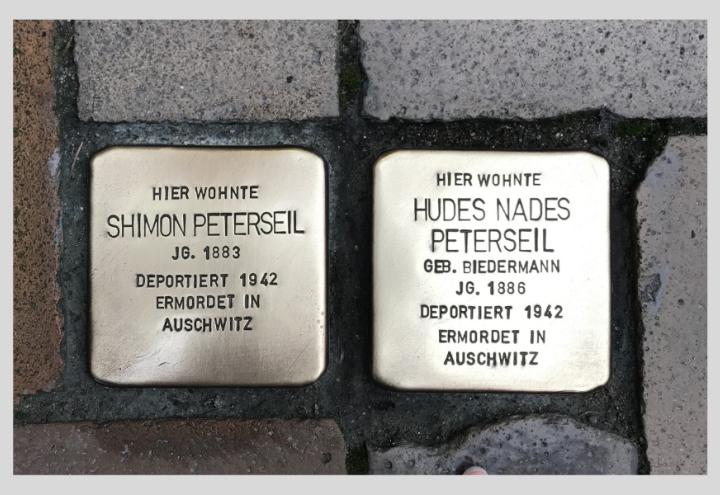 HIER WOHNTE
SHIMON PETERSEIL
JG. 1883
DEPORTIERT 1942
ERMORDET IN
AUSCHWITZ
HIER WOHNTE
HUDES NADES
PETERSEIL
GEB. BIEDERMANN
JG. 1886
DEPORTIERT 1942
ERMORDET IN
AUSCHWITZ